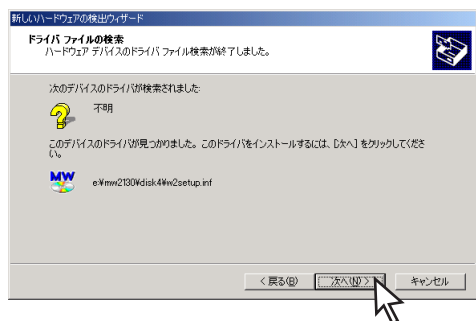 新しいハードウェアの検出ウィザード
ドライバ ファイルの検索
ハードウェア デバイスのドライバ ファイル検索が終了しました。
次のデバイスのドライバが検索されました:
不明
このデバイスのドライバが見つかりました。このドライバをインストールするには、[次へ] をクリックしてくださ
い。
MW
e:¥mw2130¥disk4¥w2setup.inf
< 戻る(B)
次へ(N) >
キャンセル